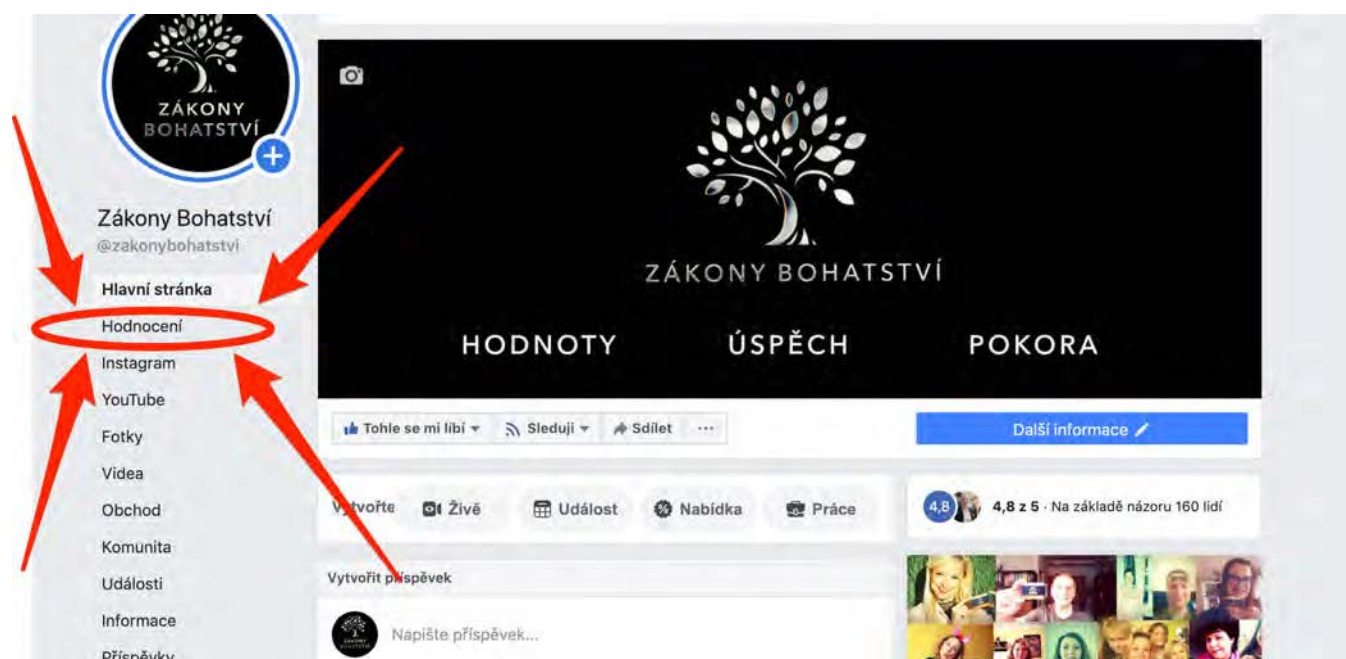 ZÁKONY
BOHATSTVÍ
Zákony Bohatství
@zakonybohatstvi
Hlavní stránka
Hodnocení
Instagram
YouTube
Fotky
Videa
Obchod
Komunita
Události
Informace
Příspěvky
ZÁKONY BOHATSTVÍ
HODNOTY ÚSPĚCH POKORA
Tohle se mi líbí Sleduji Sdílet ...
Další informace
Vytvořte Živě Událost Nabídka Práce
4,8 4,8 z 5 · Na základě názoru 160 lidí
Vytvořit příspěvek
Napište příspěvek...